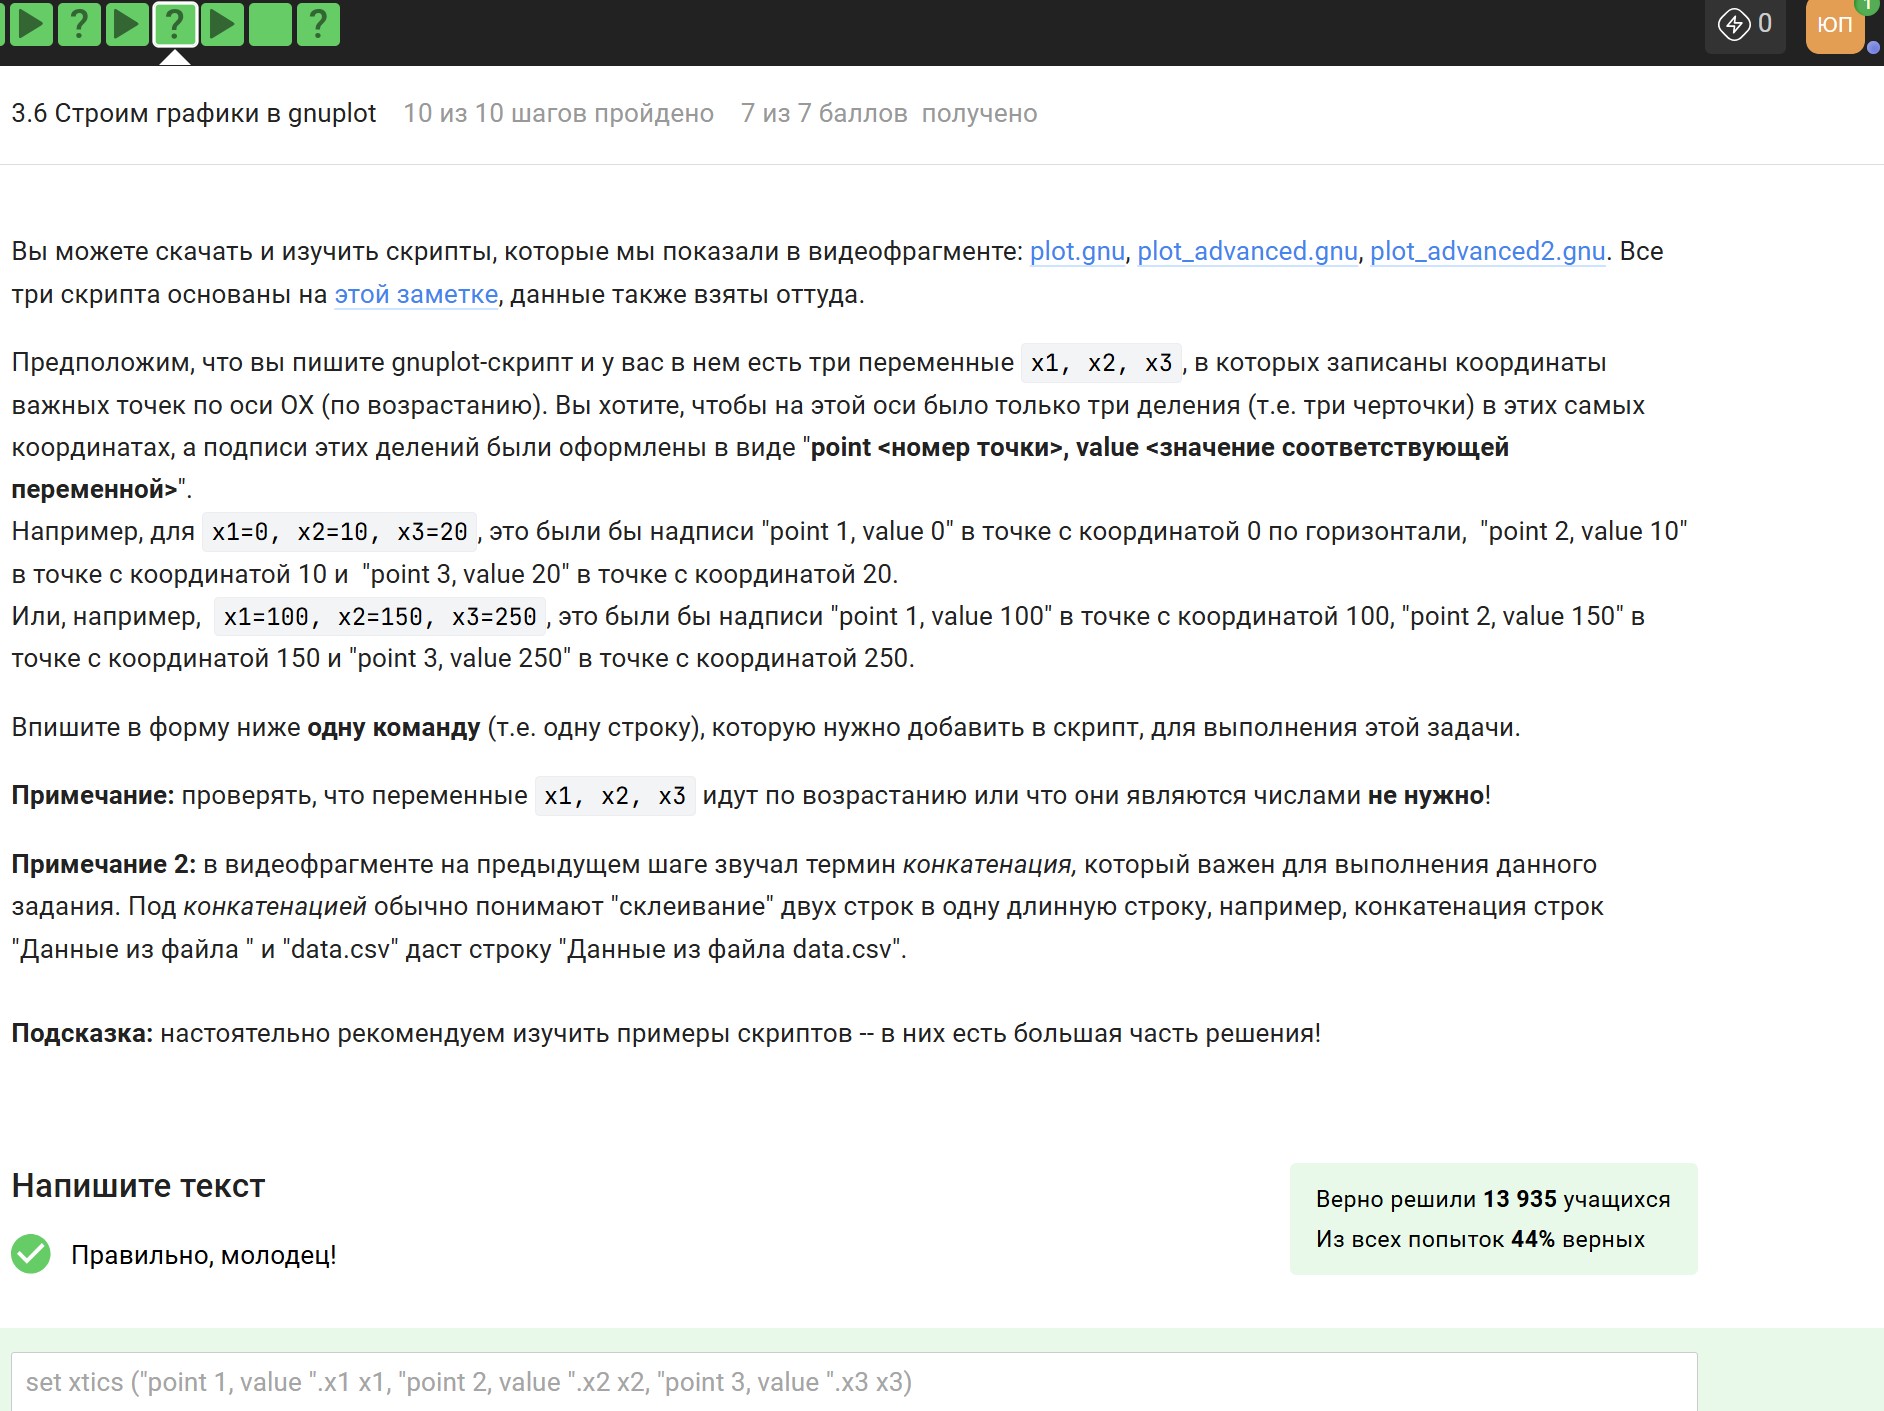 ? ? ?
0
ЮП
1
3.6 Строим графики в gnuplot 10 из 10 шагов пройдено 7 из 7 баллов получено
Вы можете скачать и изучить скрипты, которые мы показали в видеофрагменте: plot.gnu, plot_advanced.gnu, plot_advanced2.gnu. Все
три скрипта основаны на этой заметке, данные также взяты оттуда.
Предположим, что вы пишите gnuplot-скрипт и у вас в нем есть три переменные x1, x2, x3, в которых записаны координаты
важных точек по оси OX (по возрастанию). Вы хотите, чтобы на этой оси было только три деления (т.е. три черточки) в этих самых
координатах, а подписи этих делений были оформлены в виде "point <номер точки>, value <значение соответствующей
переменной>".
Например, для x1=0, x2=10, x3=20, это были бы надписи "point 1, value 0" в точке с координатой 0 по горизонтали, "point 2, value 10"
в точке с координатой 10 и "point 3, value 20" в точке с координатой 20.
Или, например, x1=100, x2=150, x3=250, это были бы надписи "point 1, value 100" в точке с координатой 100, "point 2, value 150" в
точке с координатой 150 и "point 3, value 250" в точке с координатой 250.
Впишите в форму ниже одну команду (т.е. одну строку), которую нужно добавить в скрипт, для выполнения этой задачи.
Примечание: проверять, что переменные x1, x2, x3 идут по возрастанию или что они являются числами не нужно!
Примечание 2: в видеофрагменте на предыдущем шаге звучал термин конкатенация, который важен для выполнения данного
задания. Под конкатенацией обычно понимают "склеивание" двух строк в одну длинную строку, например, конкатенация строк
"Данные из файла " и "data.csv" даст строку "Данные из файла data.csv".
Подсказка: настоятельно рекомендуем изучить примеры скриптов -- в них есть большая часть решения!
Напишите текст
Верно решили 13 935 учащихся
Из всех попыток 44% верных
Правильно, молодец!
set xtics ("point 1, value ".x1 x1, "point 2, value ".x2 x2, "point 3, value ".x3 x3)